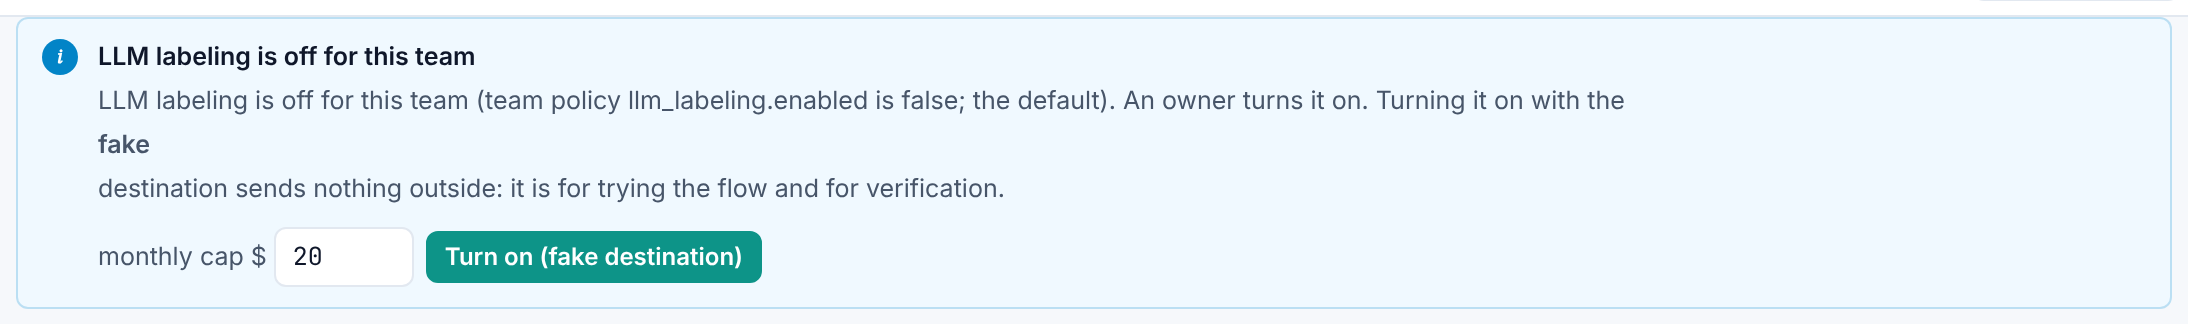 i
LLM labeling is off for this team
LLM labeling is off for this team (team policy llm_labeling.enabled is false; the default). An owner turns it on. Turning it on with the
fake
destination sends nothing outside: it is for trying the flow and for verification.
monthly cap $ 20 Turn on (fake destination)